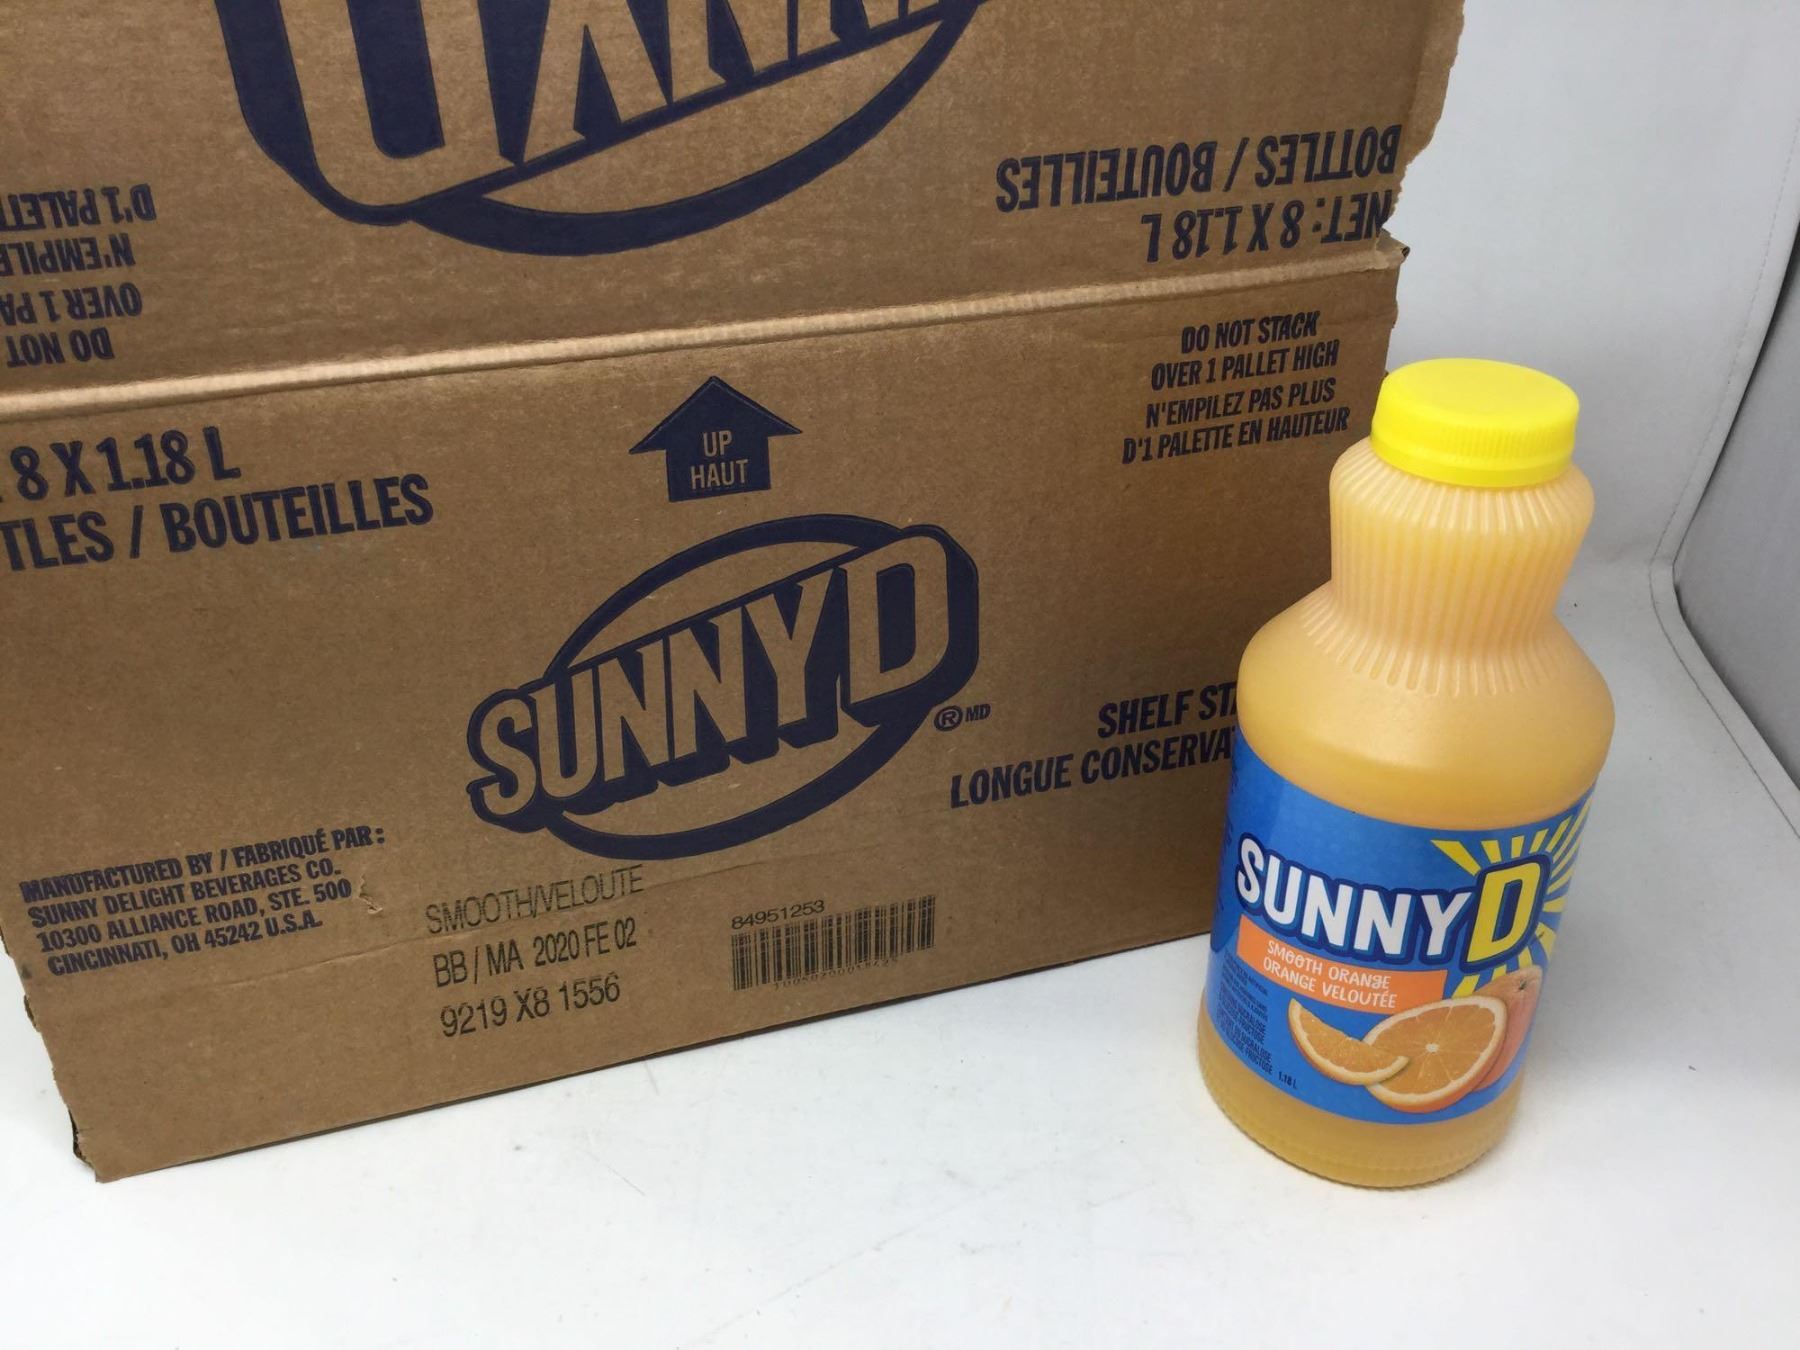 SUNNYD
BOTTLES / BOUTEILLES
NET: 8 X 1.18 L
DO NOT
OVER 1 PA
N'EMPILE
D'1 PALETT
8 X 1.18 L
TLES / BOUTEILLES
UP
HAUT
DO NOT STACK
OVER 1 PALLET HIGH
N'EMPILEZ PAS PLUS
D'1 PALETTE EN HAUTEUR
SUNNYD
® MD
SHELF ST
LONGUE CONSERVA
MANUFACTURED BY / FABRIQUÉ PAR :
SUNNY DELIGHT BEVERAGES CO.
10300 ALLIANCE ROAD, STE. 500
CINCINNATI, OH 45242 U.S.A.
SMOOTH/VELOUTE
BB / MA 2020 FE 02
9219 X8 1556
84951253
SUNNYD
SMOOTH ORANGE
ORANGE VELOUTÉE
1.18 L